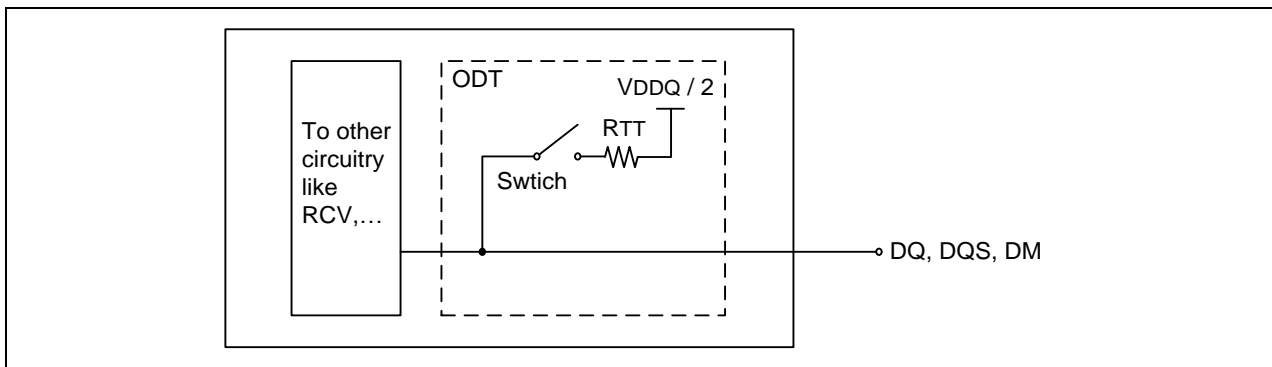 ODT
VDDQ / 2
To other
circuitry
like
RCV,…
RTT
Swtich
DQ, DQS, DM